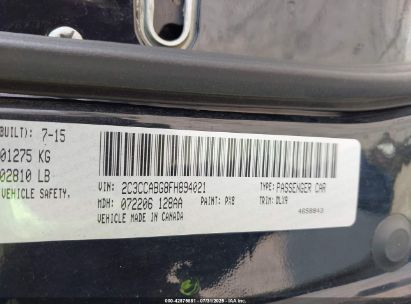 BUILT): 7-15
01275 KG
02810 LB
VEHICLE SAFETY.
VIN: 2C3CCABG8FH894021
TYPE: PASSENGER CAR
MDH: 072206 128AA
PAINT: PX8
TRIM: DLX9
VEHICLE MADE IN CANADA
4658843